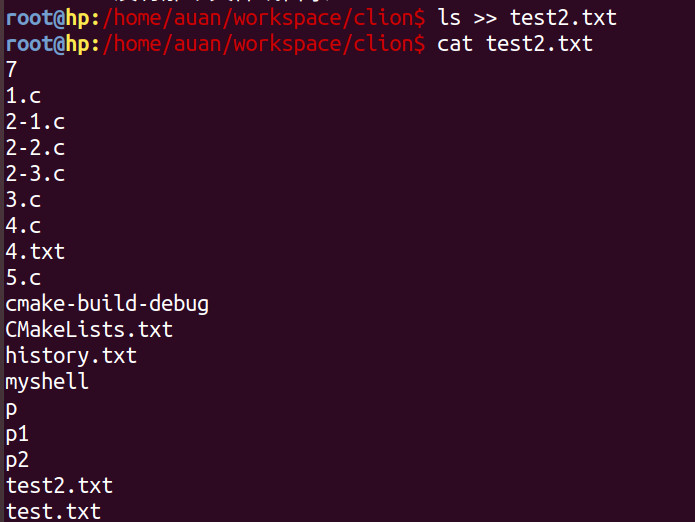 root@hp:/home/auan/workspace/clion$ ls >> test2.txt
root@hp:/home/auan/workspace/clion$ cat test2.txt
7
1.c
2-1.c
2-2.c
2-3.c
3.c
4.c
4.txt
5.c
cmake-build-debug
CMakeLists.txt
history.txt
myshell
p
p1
p2
test2.txt
test.txt